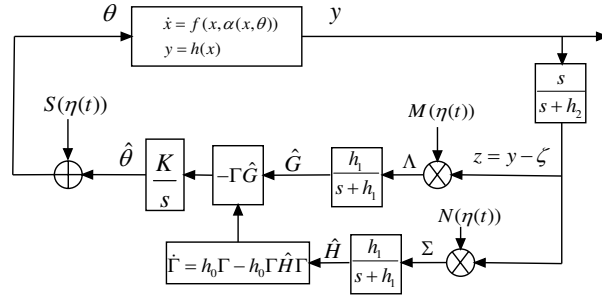 θ
ẋ = f(x,α(x,θ))
y = h(x)
y
s
s + h₂
S(η(t))
M(η(t))
θ̂
K
s
−ΓĜ
Ĝ
h₁
s + h₁
Λ
z = y − ζ
N(η(t))
Γ̇ = h₀Γ − h₀ΓĤΓ
Ĥ
h₁
s + h₁
Σ